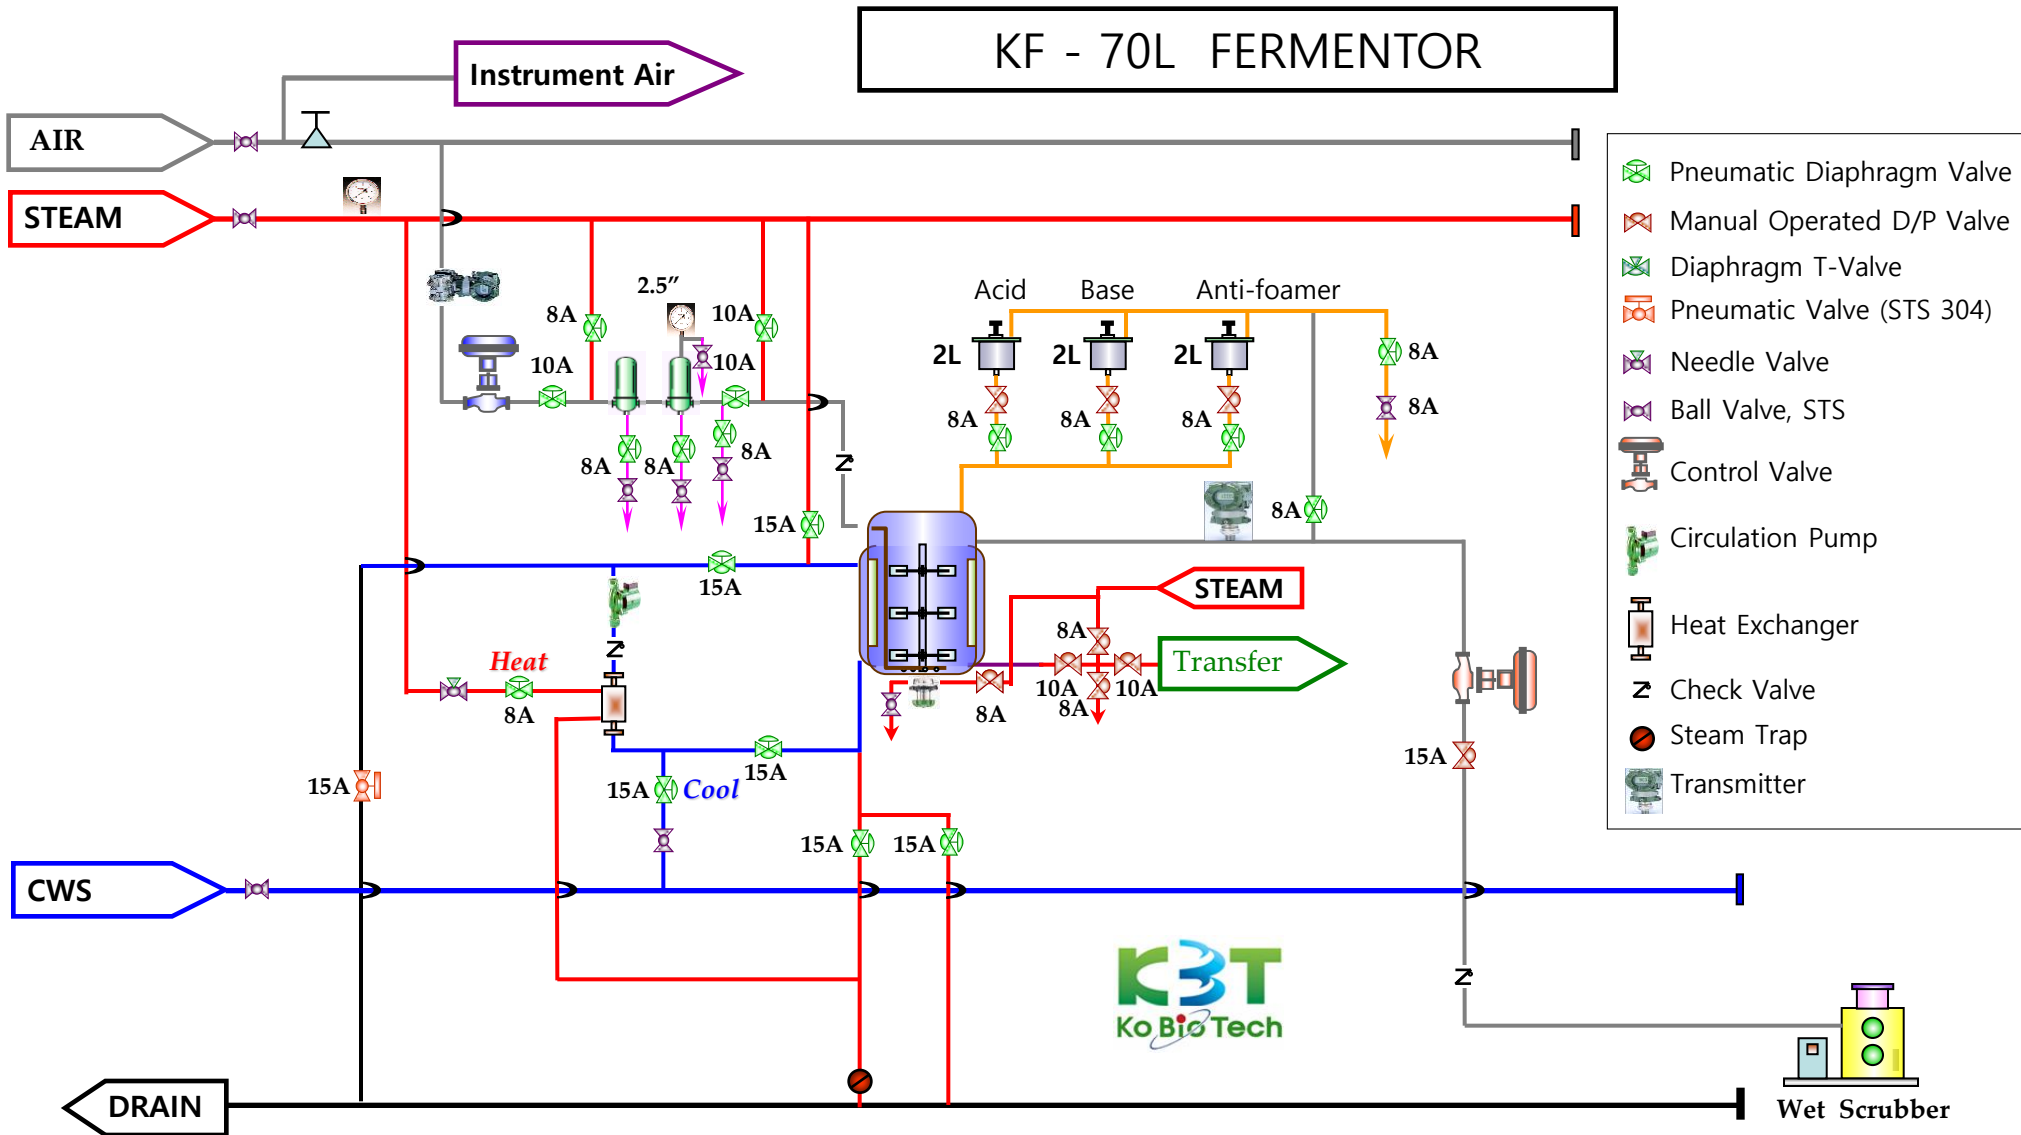 KF - 70L FERMENTOR
Instrument Air
AIR
STEAM
2.5″
8A
10A
10A
10A
8A
8A
8A
15A
15A
Acid
Base
Anti-foamer
2L
2L
2L
8A
8A
8A
8A
8A
8A
STEAM
8A
Transfer
10A
10A
8A
8A
Heat
8A
15A
15A
15A
Cool
15A
15A
15A
CWS
DRAIN
K3T
Ko BioTech
Wet Scrubber
Pneumatic Diaphragm Valve
Manual Operated D/P Valve
Diaphragm T-Valve
Pneumatic Valve (STS 304)
Needle Valve
Ball Valve, STS
Control Valve
Circulation Pump
Heat Exchanger
Check Valve
Steam Trap
Transmitter